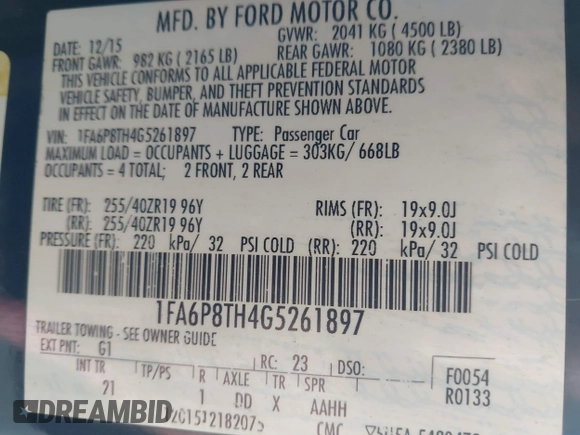 MFD. BY FORD MOTOR CO.
DATE: 12/15 GVWR: 2041 KG ( 4500 LB)
FRONT GAWR: 982 KG ( 2165 LB) REAR GAWR: 1080 KG ( 2380 LB)
THIS VEHICLE CONFORMS TO ALL APPLICABLE FEDERAL MOTOR
VEHICLE SAFETY, BUMPER, AND THEFT PREVENTION STANDARDS
IN EFFECT ON THE DATE OF MANUFACTURE SHOWN ABOVE.
VIN: 1FA6P8TH4G5261897 TYPE: Passenger Car
MAXIMUM LOAD = OCCUPANTS + LUGGAGE = 303KG/ 668LB
OCCUPANTS = 4 TOTAL; 2 FRONT, 2 REAR
TIRE (FR): 255/40ZR19 96Y RIMS (FR): 19x9.0J
(RR): 255/40ZR19 96Y (RR): 19x9.0J
PRESSURE (FR): 220 kPa/ 32 PSI COLD (RR): 220 kPa/ 32 PSI COLD
1FA6P8TH4G5261897
TRAILER TOWING - SEE OWNER GUIDE
EXT PNT: G1 RC: 23 DSO: F0054
INT TR TP/PS R AXLE TR SPR R0133
21 1 DD X AAHH
DREAMBID CMC